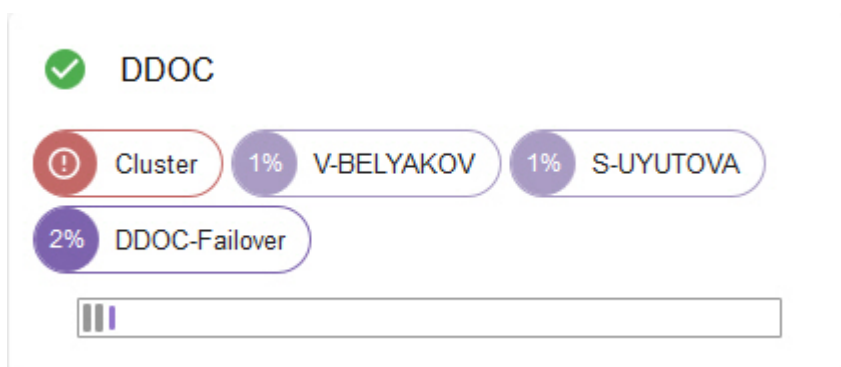 DDOC
Cluster 1% V-BELYAKOV 1% S-UYUTOVA
2% DDOC-Failover